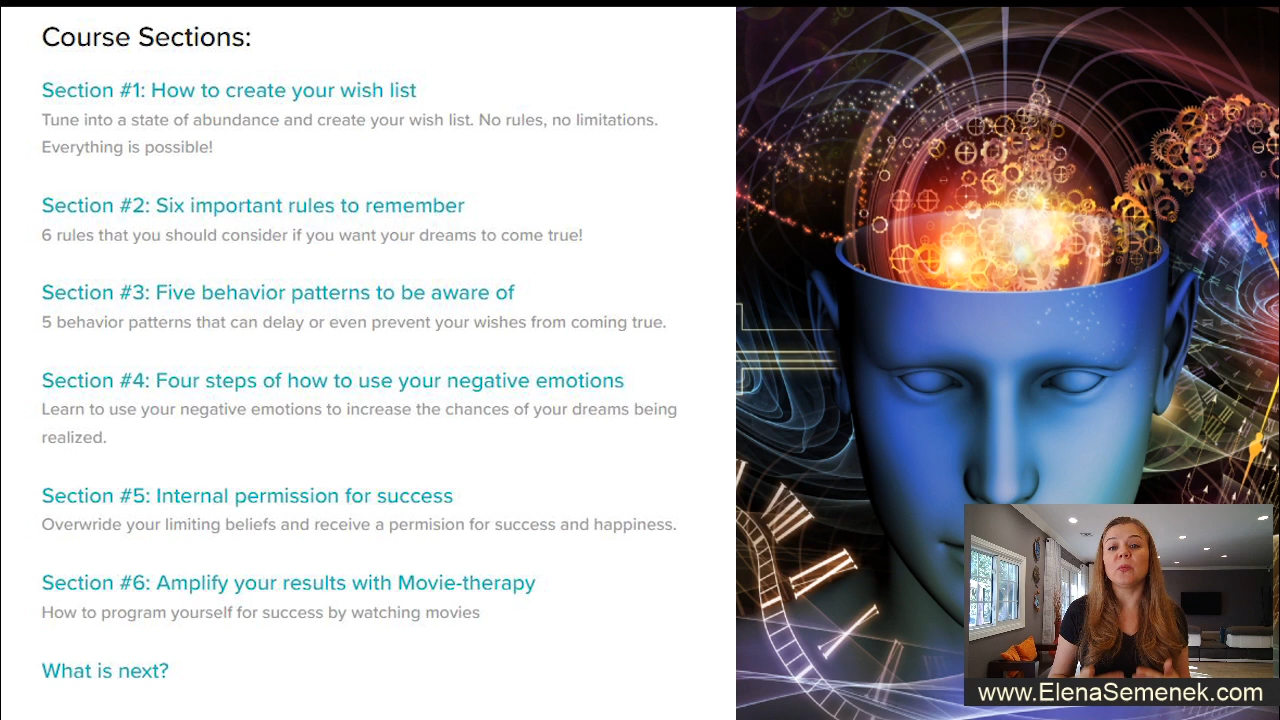 Course Sections:
Section #1: How to create your wish list
Tune into a state of abundance and create your wish list. No rules, no limitations.
Everything is possible!
Section #2: Six important rules to remember
6 rules that you should consider if you want your dreams to come true!
Section #3: Five behavior patterns to be aware of
5 behavior patterns that can delay or even prevent your wishes from coming true.
Section #4: Four steps of how to use your negative emotions
Learn to use your negative emotions to increase the chances of your dreams being
realized.
Section #5: Internal permission for success
Overwride your limiting beliefs and receive a permision for success and happiness.
Section #6: Amplify your results with Movie-therapy
How to program yourself for success by watching movies
What is next?
www.ElenaSemenek.com